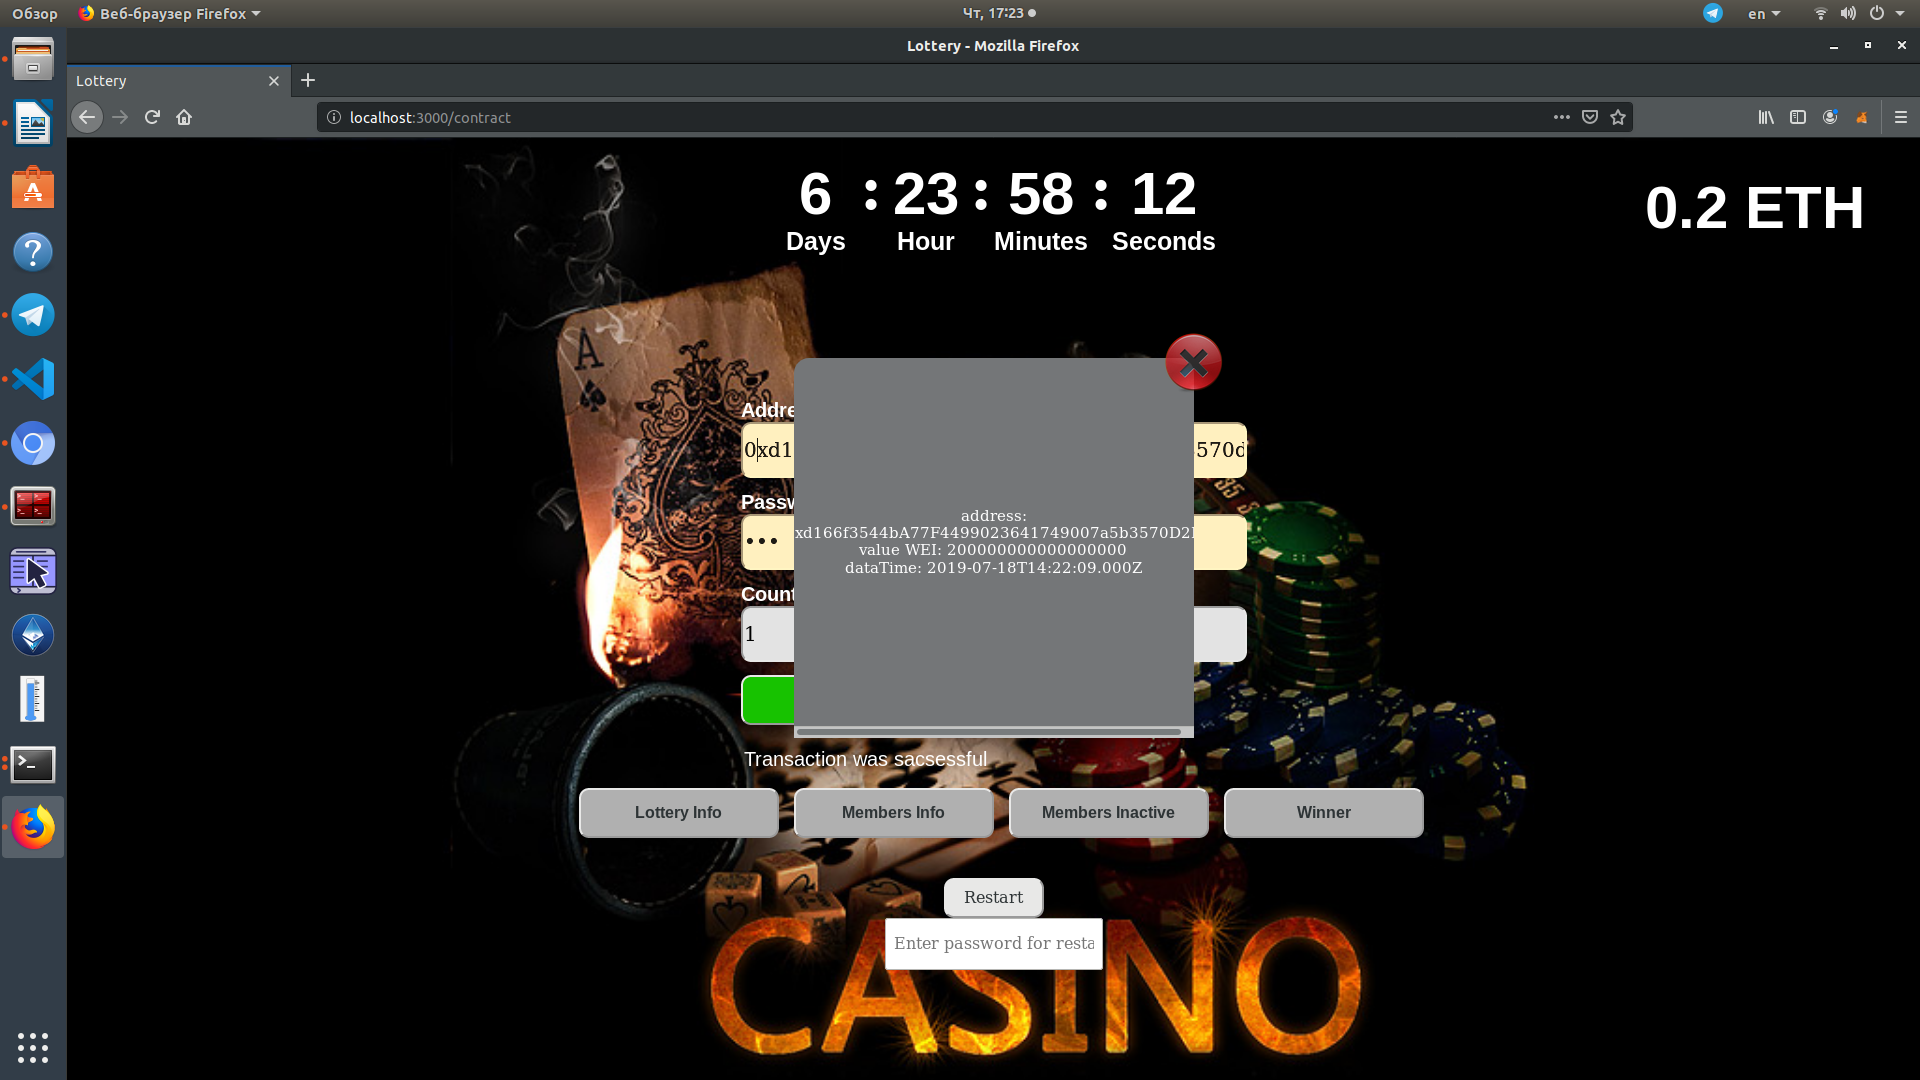 Обзор Веб-браузер Firefox Чт, 17:23 en
Lottery - Mozilla Firefox
Lottery
localhost:3000/contract
6 : 23 : 58 : 12
Days Hour Minutes Seconds
0.2 ETH
A
Addre
0xd1 570d
address:
xd166f3544bA77F4499023641749007a5b3570D2
value WEI: 200000000000000000
dataTime: 2019-07-18T14:22:09.000Z
Passw
Count
1
Transaction was sacsessful
Lottery Info Members Info Members Inactive Winner
Restart
Enter password for resta
CASINO